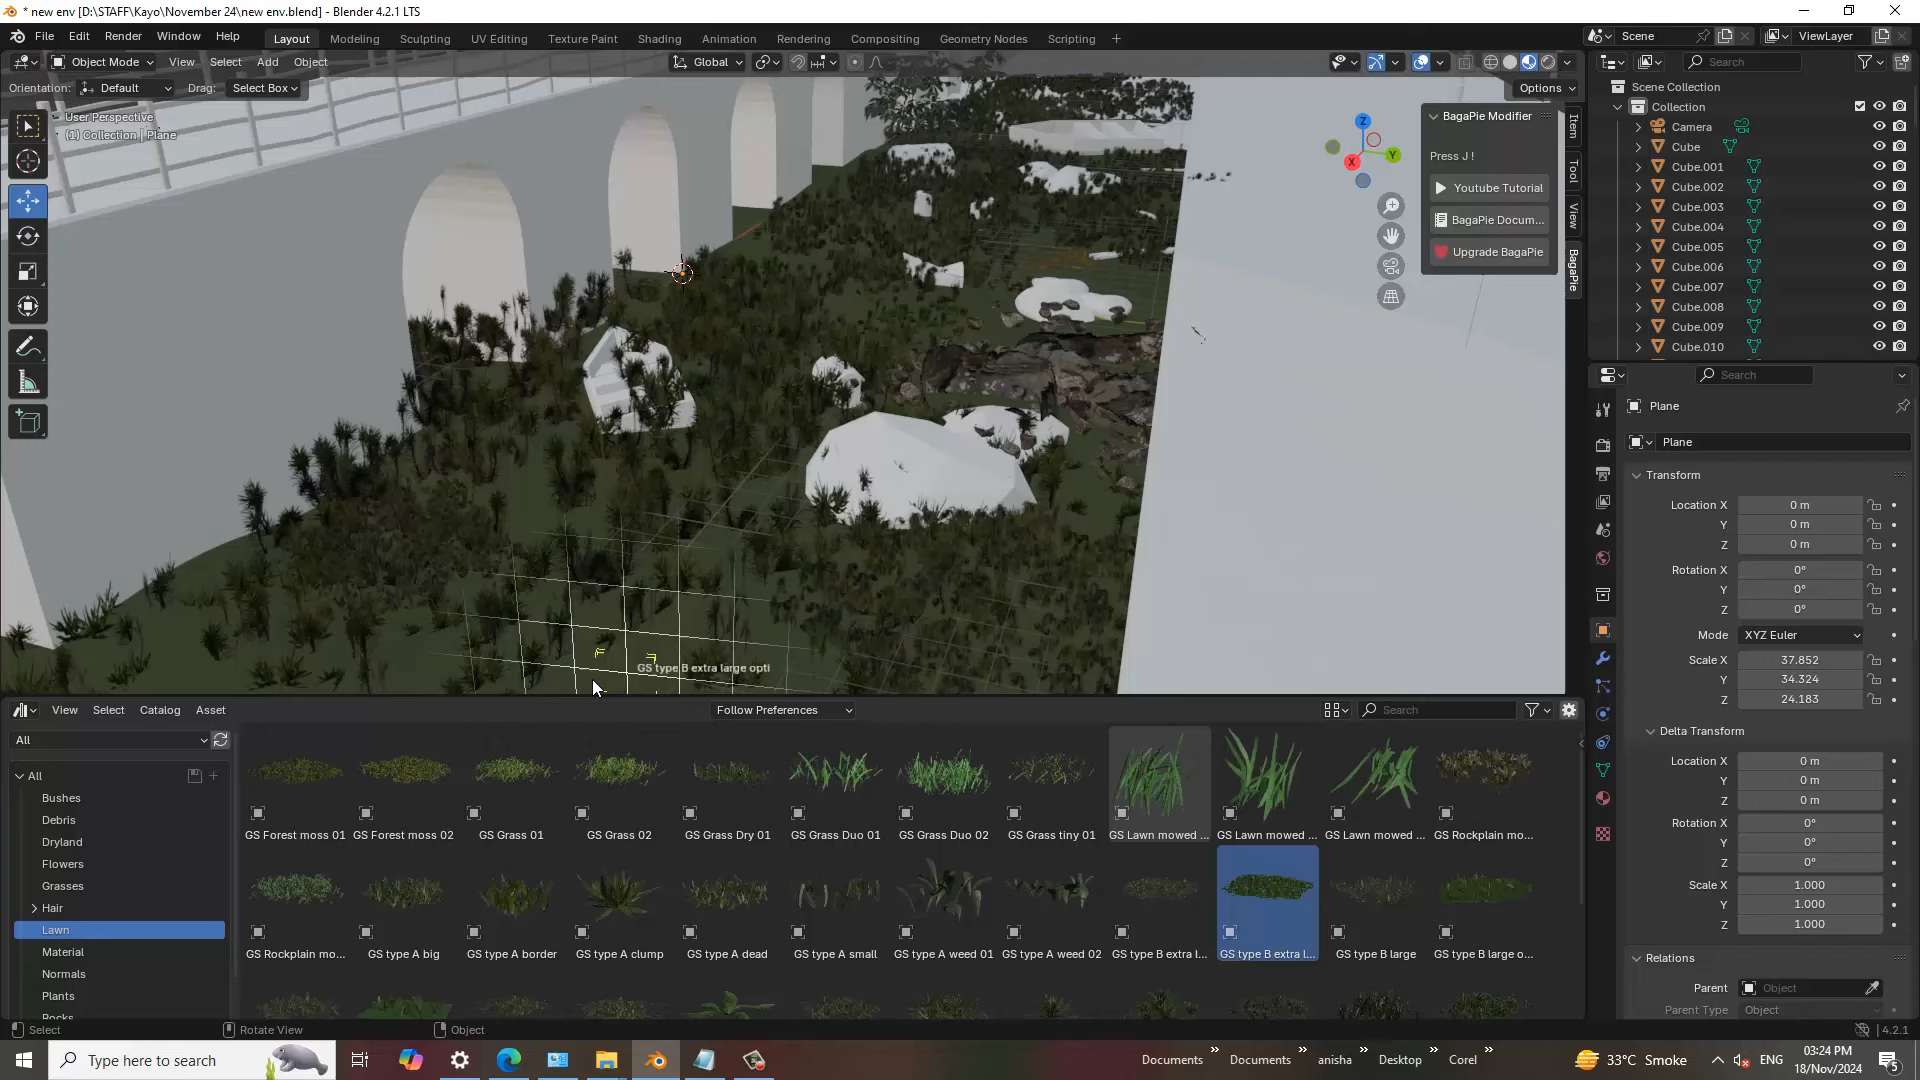 * new env [D:\STAFF\Kayo\November 24\new env.blend] - Blender 4.2.1 LTS
File Edit Render Window Help Layout Modeling Sculpting UV Editing Texture Paint Shading Animation Rendering Compositing Geometry Nodes Scripting + Scene ViewLayer
Object Mode View Select Add Object Global Search
Orientation: Default Drag: Select Box Options
User Perspective
(1) Collection | Plane
BagaPie Modifier
Press J !
Youtube Tutorial
BagaPie Docum...
Upgrade BagaPie
Item
Tool
View
BagaPie
Z
Y
X
GS type B extra large opti
Scene Collection
Collection
Camera
Cube
Cube.001
Cube.002
Cube.003
Cube.004
Cube.005
Cube.006
Cube.007
Cube.008
Cube.009
Cube.010
Search
Plane
Plane
Transform
Location X 0 m
Y 0 m
Z 0 m
Rotation X 0°
Y 0°
Z 0°
Mode XYZ Euler
Scale X 37.852
Y 34.324
Z 24.183
Delta Transform
Location X 0 m
Y 0 m
Z 0 m
Rotation X 0°
Y 0°
Z 0°
Scale X 1.000
Y 1.000
Z 1.000
Relations
Parent Object
Parent Type Object
View Select Catalog Asset Follow Preferences Search
All
All
Bushes
Debris
Dryland
Flowers
Grasses
Hair
Lawn
Material
Normals
Plants
Rocks
GS Forest moss 01 GS Forest moss 02 GS Grass 01 GS Grass 02 GS Grass Dry 01 GS Grass Duo 01 GS Grass Duo 02 GS Grass tiny 01 GS Lawn mowed ... GS Lawn mowed ... GS Lawn mowed ... GS Rockplain mo...
GS Rockplain mo... GS type A big GS type A border GS type A clump GS type A dead GS type A small GS type A weed 01 GS type A weed 02 GS type B extra l... GS type B extra l... GS type B large GS type B large o...
Select Rotate View Object 4.2.1
Type here to search Documents Documents anisha Desktop Corel 33°C Smoke ENG 03:24 PM
18/Nov/2024
5